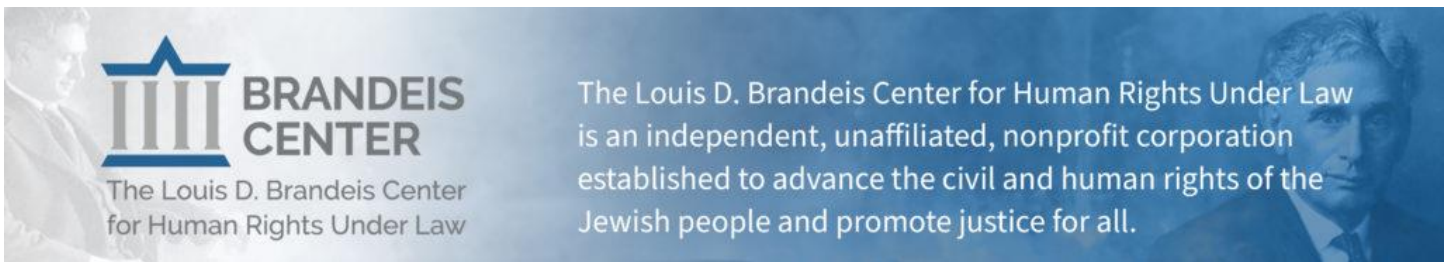 BRANDEIS
CENTER
The Louis D. Brandeis Center
for Human Rights Under Law
The Louis D. Brandeis Center for Human Rights Under Law
is an independent, unaffiliated, nonprofit corporation
established to advance the civil and human rights of the
Jewish people and promote justice for all.